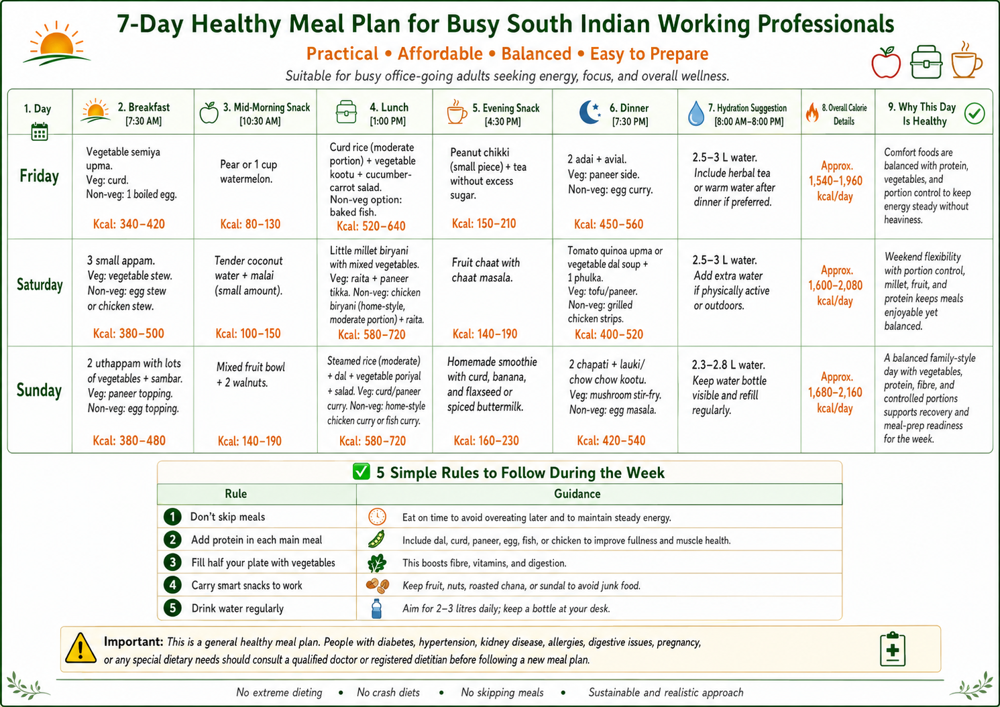 7-Day Healthy Meal Plan for Busy South Indian Working Professionals
Practical • Affordable • Balanced • Easy to Prepare
Suitable for busy office-going adults seeking energy, focus, and overall wellness.
1. Day
2. Breakfast
[7:30 AM]
3. Mid-Morning Snack
[10:30 AM]
4. Lunch
[1:00 PM]
5. Evening Snack
[4:30 PM]
6. Dinner
[7:30 PM]
7. Hydration Suggestion
[8:00 AM–8:00 PM]
8. Overall Calorie
Details
9. Why This Day
Is Healthy
Friday
Vegetable semiya
upma.
Veg: curd.
Non-veg: 1 boiled egg.
Kcal: 340–420
Pear or 1 cup
watermelon.
Kcal: 80–130
Curd rice (moderate
portion) + vegetable
kootu + cucumber-
carrot salad.
Non-veg option:
baked fish.
Kcal: 520–640
Peanut chikki
(small piece) + tea
without excess
sugar.
Kcal: 150–210
2 adai + avial.
Veg: paneer side.
Non-veg: egg curry.
Kcal: 450–560
2.5–3 L water.
Include herbal tea
or warm water after
dinner if preferred.
Approx.
1,540–1,960
kcal/day
Comfort foods are
balanced with protein,
vegetables, and
portion control to keep
energy steady without
heaviness.
Saturday
3 small appam.
Veg: vegetable stew.
Non-veg: egg stew
or chicken stew.
Kcal: 380–500
Tender coconut
water + malai
(small amount).
Kcal: 100–150
Little millet biryani
with mixed vegetables.
Veg: raita + paneer
tikka. Non-veg: chicken
biryani (home-style,
moderate portion) + raita.
Kcal: 580–720
Fruit chaat with
chaat masala.
Kcal: 140–190
Tomato quinoa upma or
vegetable dal soup +
1 phulka.
Veg: tofu/paneer.
Non-veg: grilled
chicken strips.
Kcal: 400–520
2.5–3 L water.
Add extra water
if physically active
or outdoors.
Approx.
1,600–2,080
kcal/day
Weekend flexibility
with portion control,
millet, fruit, and
protein keeps meals
enjoyable yet
balanced.
Sunday
2 uthappam with lots
of vegetables + sambar.
Veg: paneer topping.
Non-veg: egg topping.
Kcal: 380–480
Mixed fruit bowl
+ 2 walnuts.
Kcal: 140–190
Steamed rice (moderate)
+ dal + vegetable poriyal
+ salad. Veg: curd/paneer
curry. Non-veg: home-style
chicken curry or fish curry.
Kcal: 580–720
Homemade smoothie
with curd, banana,
and flaxseed or
spiced buttermilk.
Kcal: 160–230
2 chapati + lauki/
chow chow kootu.
Veg: mushroom stir-fry.
Non-veg: egg masala.
Kcal: 420–540
2.3–2.8 L water.
Keep water bottle
visible and refill
regularly.
Approx.
1,680–2,160
kcal/day
A balanced family-style
day with vegetables,
protein, fibre, and
controlled portions
supports recovery and
meal-prep readiness
for the week.
5 Simple Rules to Follow During the Week
Rule
Guidance
1 Don't skip meals
Eat on time to avoid overeating later and to maintain steady energy.
2 Add protein in each main meal
Include dal, curd, paneer, egg, fish, or chicken to improve fullness and muscle health.
3 Fill half your plate with vegetables
This boosts fibre, vitamins, and digestion.
4 Carry smart snacks to work
Keep fruit, nuts, roasted chana, or sundal to avoid junk food.
5 Drink water regularly
Aim for 2–3 litres daily; keep a bottle at your desk.
Important: This is a general healthy meal plan. People with diabetes, hypertension, kidney disease, allergies, digestive issues, pregnancy,
or any special dietary needs should consult a qualified doctor or registered dietitian before following a new meal plan.
No extreme dieting • No crash diets • No skipping meals • Sustainable and realistic approach